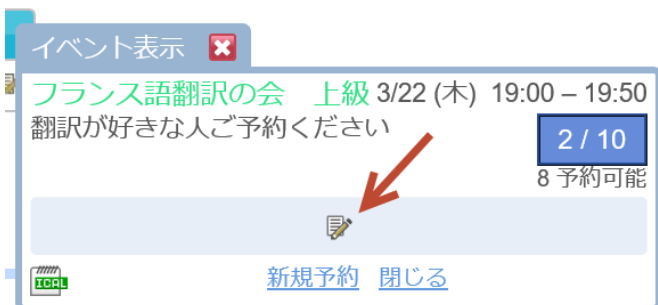 イベント表示
フランス語翻訳の会 上級 3/22 (木) 19:00 – 19:50
翻訳が好きな人ご予約ください
2 / 10
8 予約可能
ICAL
新規予約 閉じる